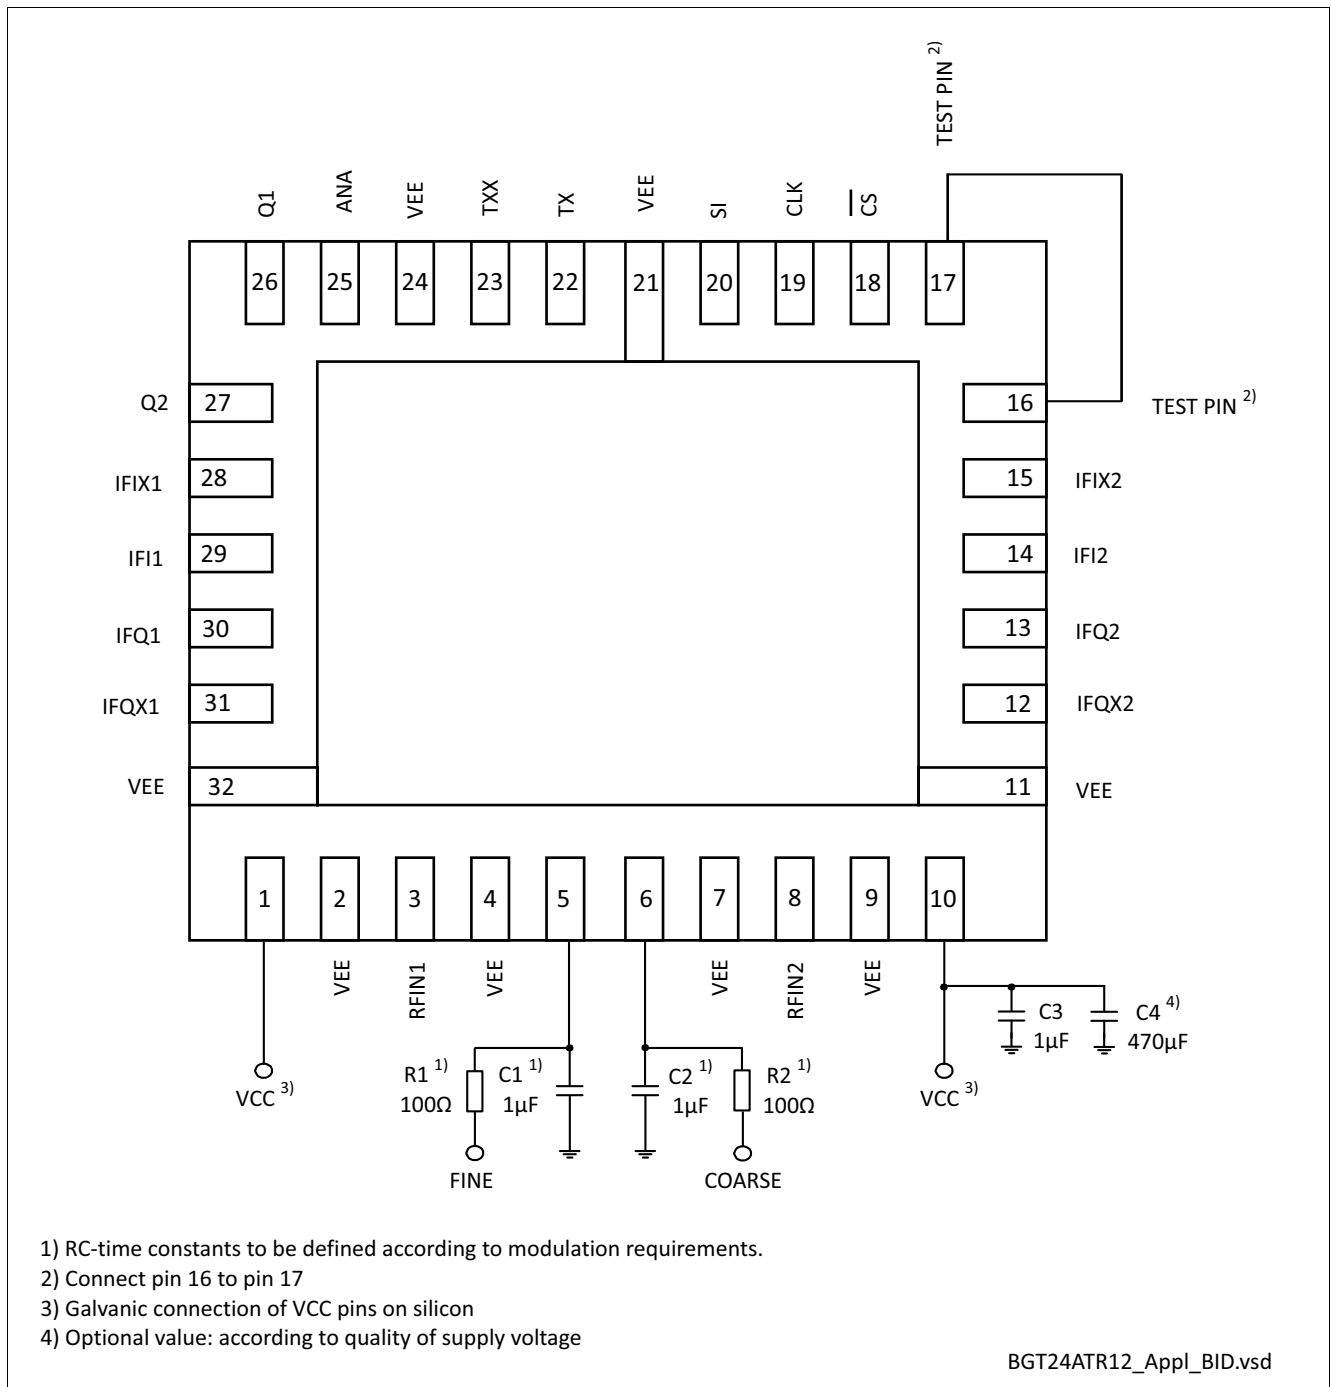 TEST PIN 2)
Q1
ANA
VEE
TXX
TX
VEE
SI
CLK
CS
26
25
24
23
22
21
20
19
18
17
Q2
27
16
TEST PIN 2)
IFIX1
28
15
IFIX2
IFI1
29
14
IFI2
IFQ1
30
13
IFQ2
IFQX1
31
12
IFQX2
VEE
32
11
VEE
1
2
3
4
5
6
7
8
9
10
VEE
RFIN1
VEE
VEE
RFIN2
VEE
C3
1µF
C4 4)
470µF
VCC 3)
R1 1)
100Ω
C1 1)
1µF
C2 1)
1µF
R2 1)
100Ω
VCC 3)
FINE
COARSE
1) RC-time constants to be defined according to modulation requirements.
2) Connect pin 16 to pin 17
3) Galvanic connection of VCC pins on silicon
4) Optional value: according to quality of supply voltage
BGT24ATR12_Appl_BID.vsd